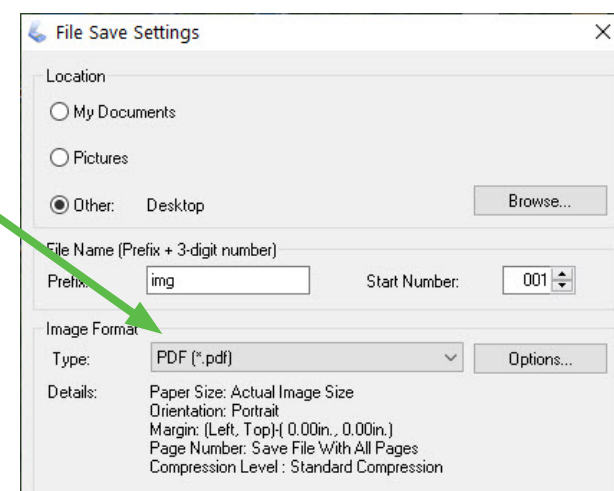 File Save Settings
Location
My Documents
Pictures
Other: Desktop Browse...
File Name (Prefix + 3-digit number)
Prefix: img Start Number: 001
Image Format
Type: PDF (*.pdf) Options...
Details: Paper Size: Actual Image Size
Orientation: Portrait
Margin: (Left, Top)-( 0.00in., 0.00in.)
Page Number: Save File With All Pages
Compression Level : Standard Compression